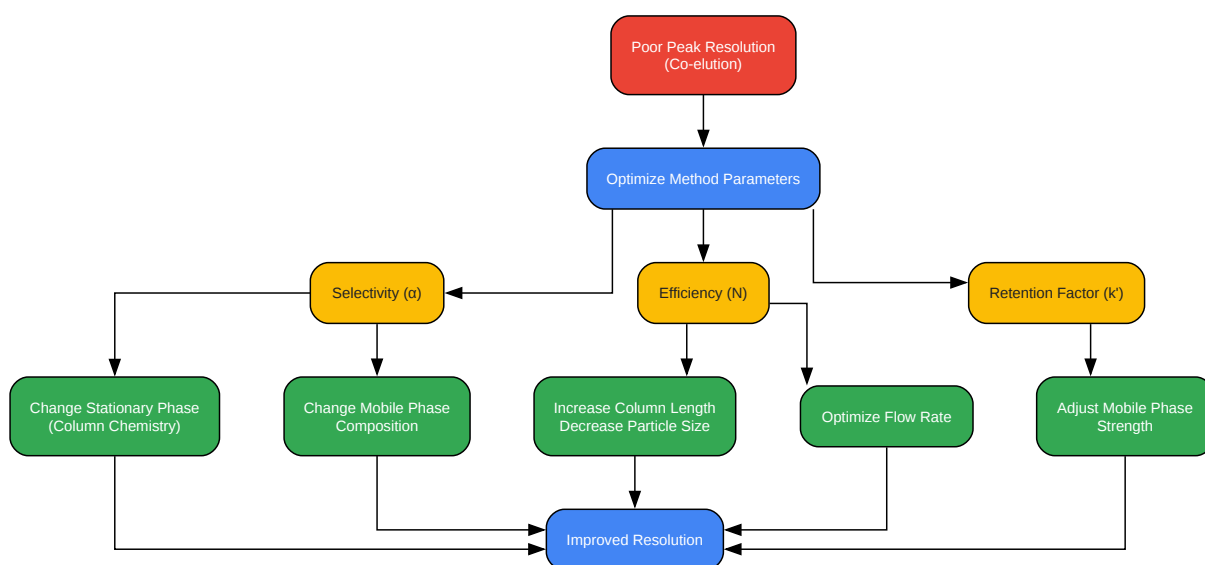 Poor Peak Resolution
(Co-elution)
Optimize Method Parameters
Selectivity (α)
Efficiency (N)
Retention Factor (k')
Change Stationary Phase
(Column Chemistry)
Change Mobile Phase
Composition
Increase Column Length
Decrease Particle Size
Optimize Flow Rate
Adjust Mobile Phase
Strength
Improved Resolution